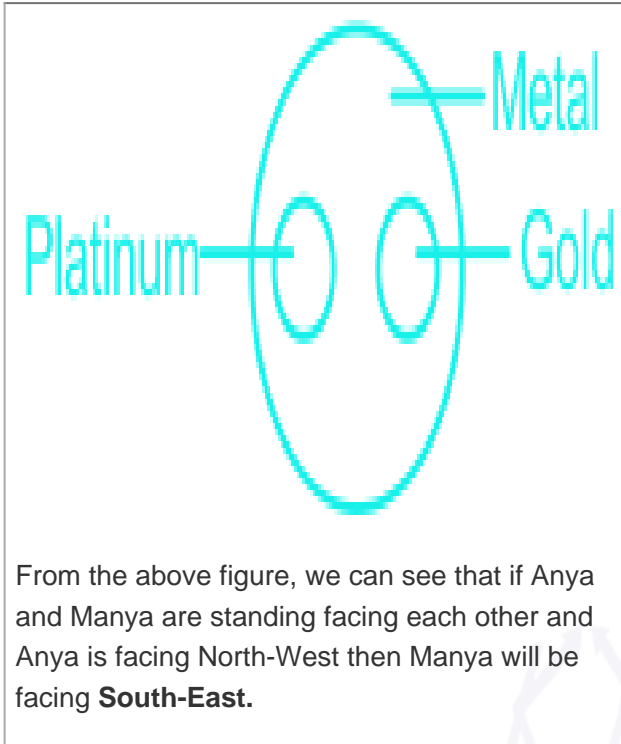 Metal
Platinum
Gold
From the above figure, we can see that if Anya
and Manya are standing facing each other and
Anya is facing North-West then Manya will be
facing South-East.